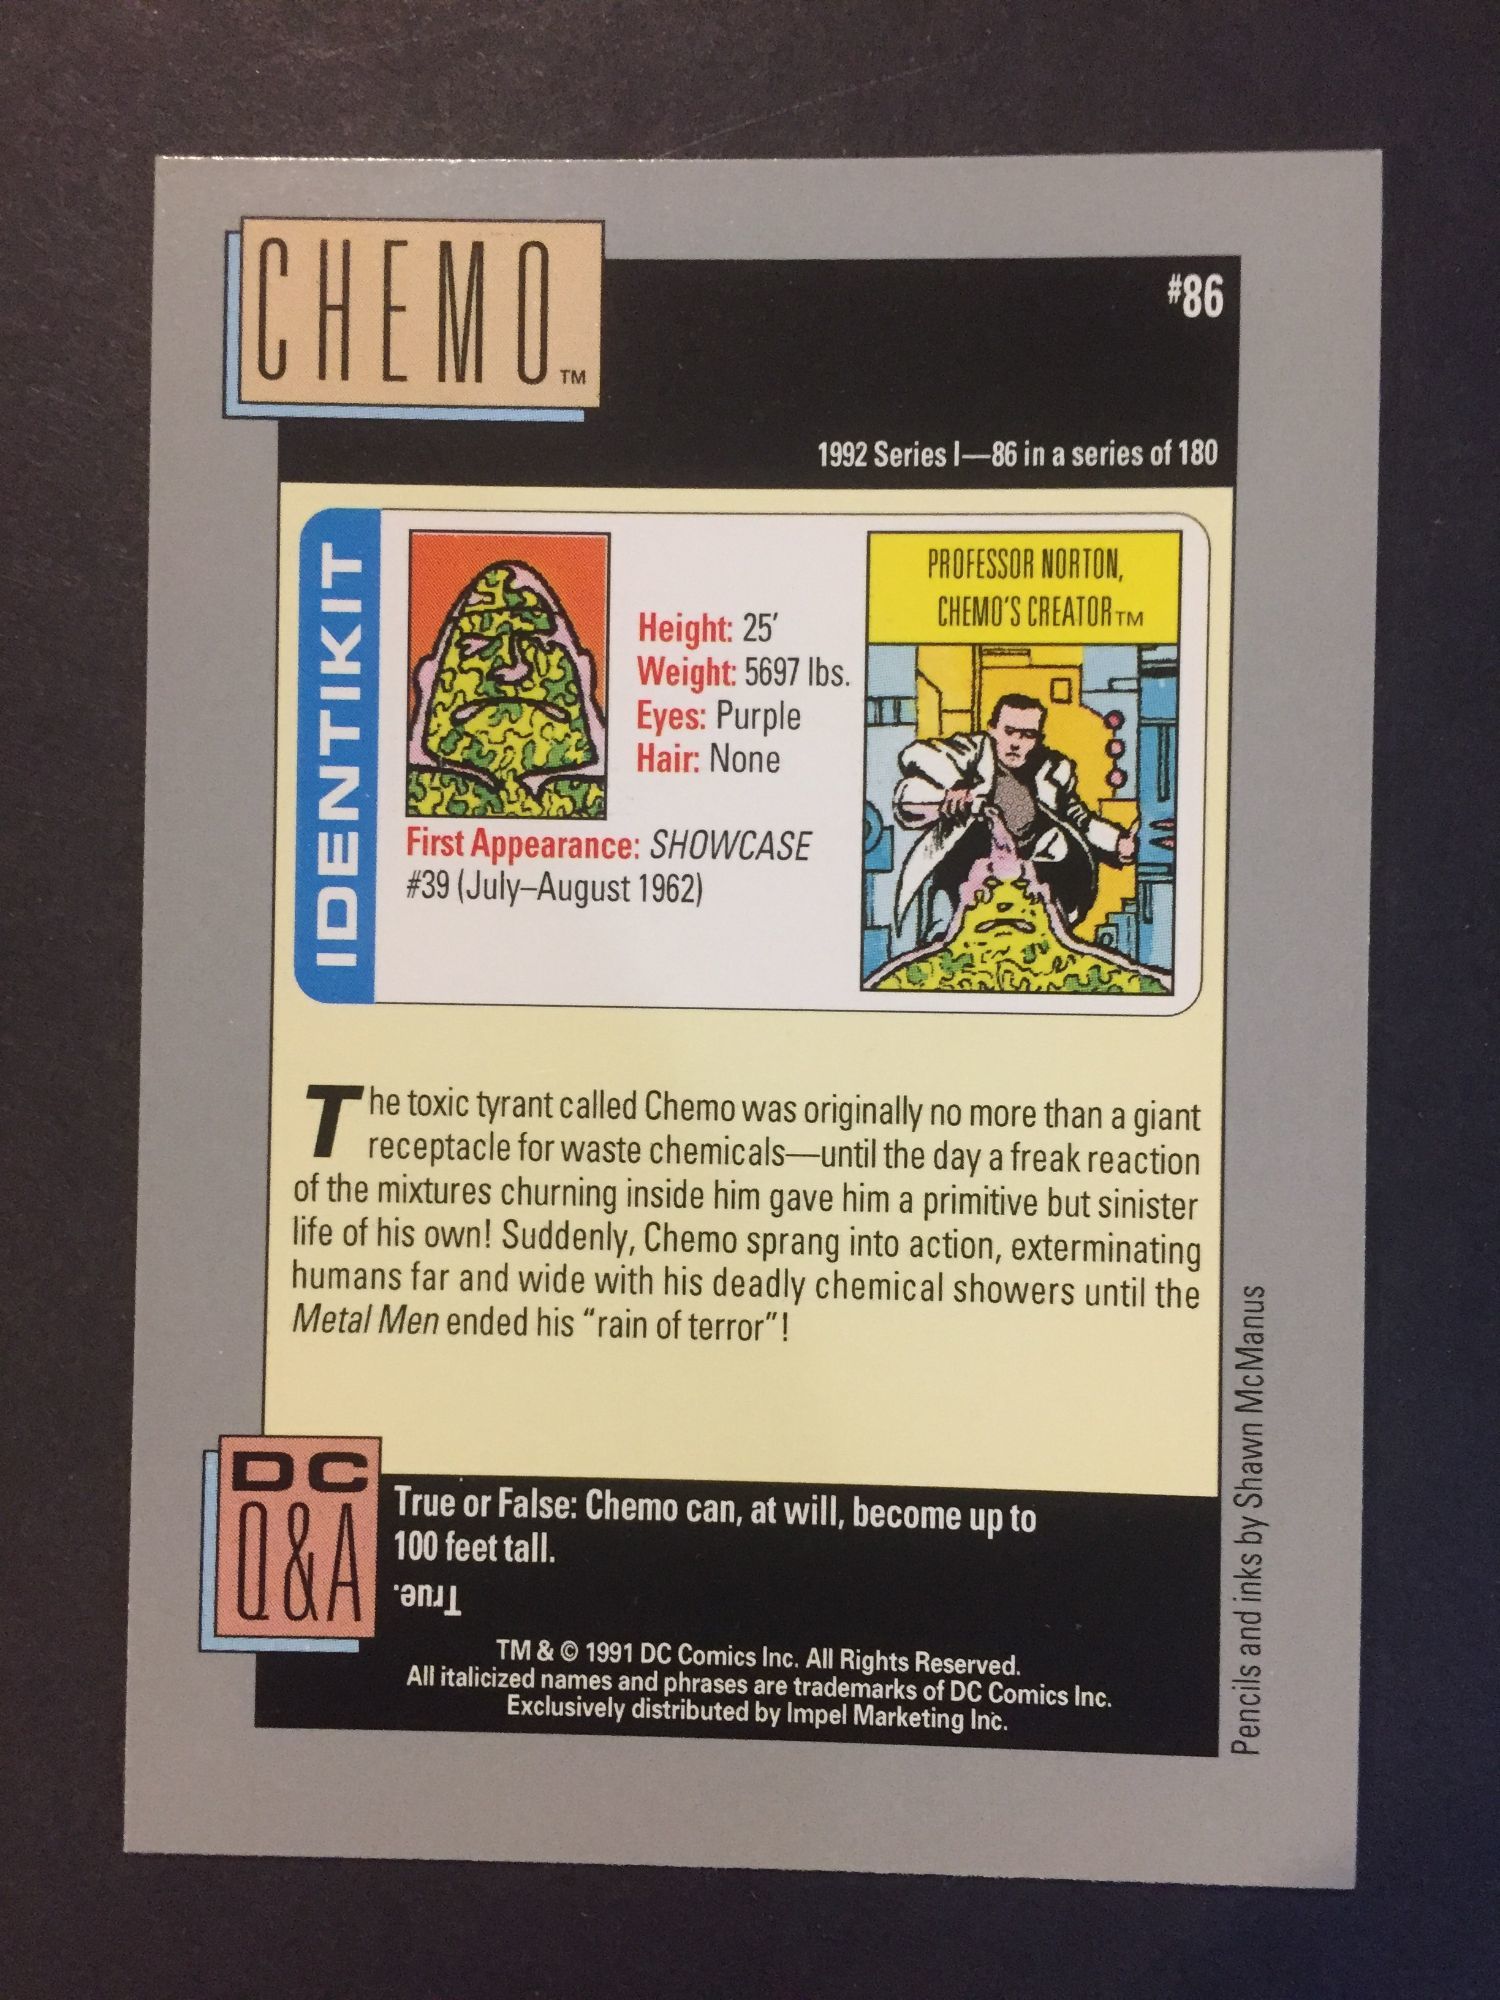 CHEMO™
#86
1992 Series I—86 in a series of 180
IDENTIKIT
Height: 25'
Weight: 5697 lbs.
Eyes: Purple
Hair: None
First Appearance: SHOWCASE
#39 (July–August 1962)
PROFESSOR NORTON,
CHEMO'S CREATOR™
The toxic tyrant called Chemo was originally no more than a giant
receptacle for waste chemicals—until the day a freak reaction
of the mixtures churning inside him gave him a primitive but sinister
life of his own! Suddenly, Chemo sprang into action, exterminating
humans far and wide with his deadly chemical showers until the
Metal Men ended his “rain of terror”!
DC
Q&A
True or False: Chemo can, at will, become up to
100 feet tall.
True.
TM & © 1991 DC Comics Inc. All Rights Reserved.
All italicized names and phrases are trademarks of DC Comics Inc.
Exclusively distributed by Impel Marketing Inc.
Pencils and inks by Shawn McManus